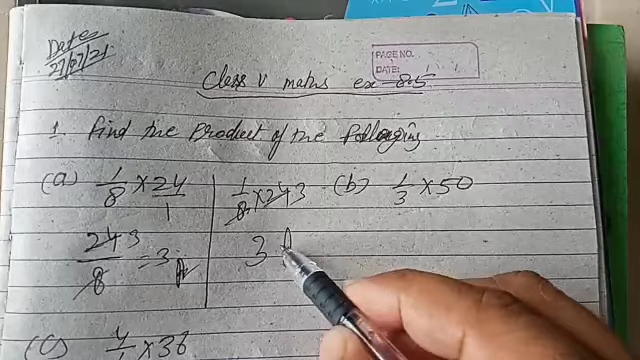 Date
27/07/21
PAGE NO.
DATE:
Class V maths ex-8.5
1. Find the Product of the Following
(a) 1/8 × 24/1
1/8 × 24 3
(b) 1/3 × 50
24 3/8 = 3
3
(c) 4/ × 36